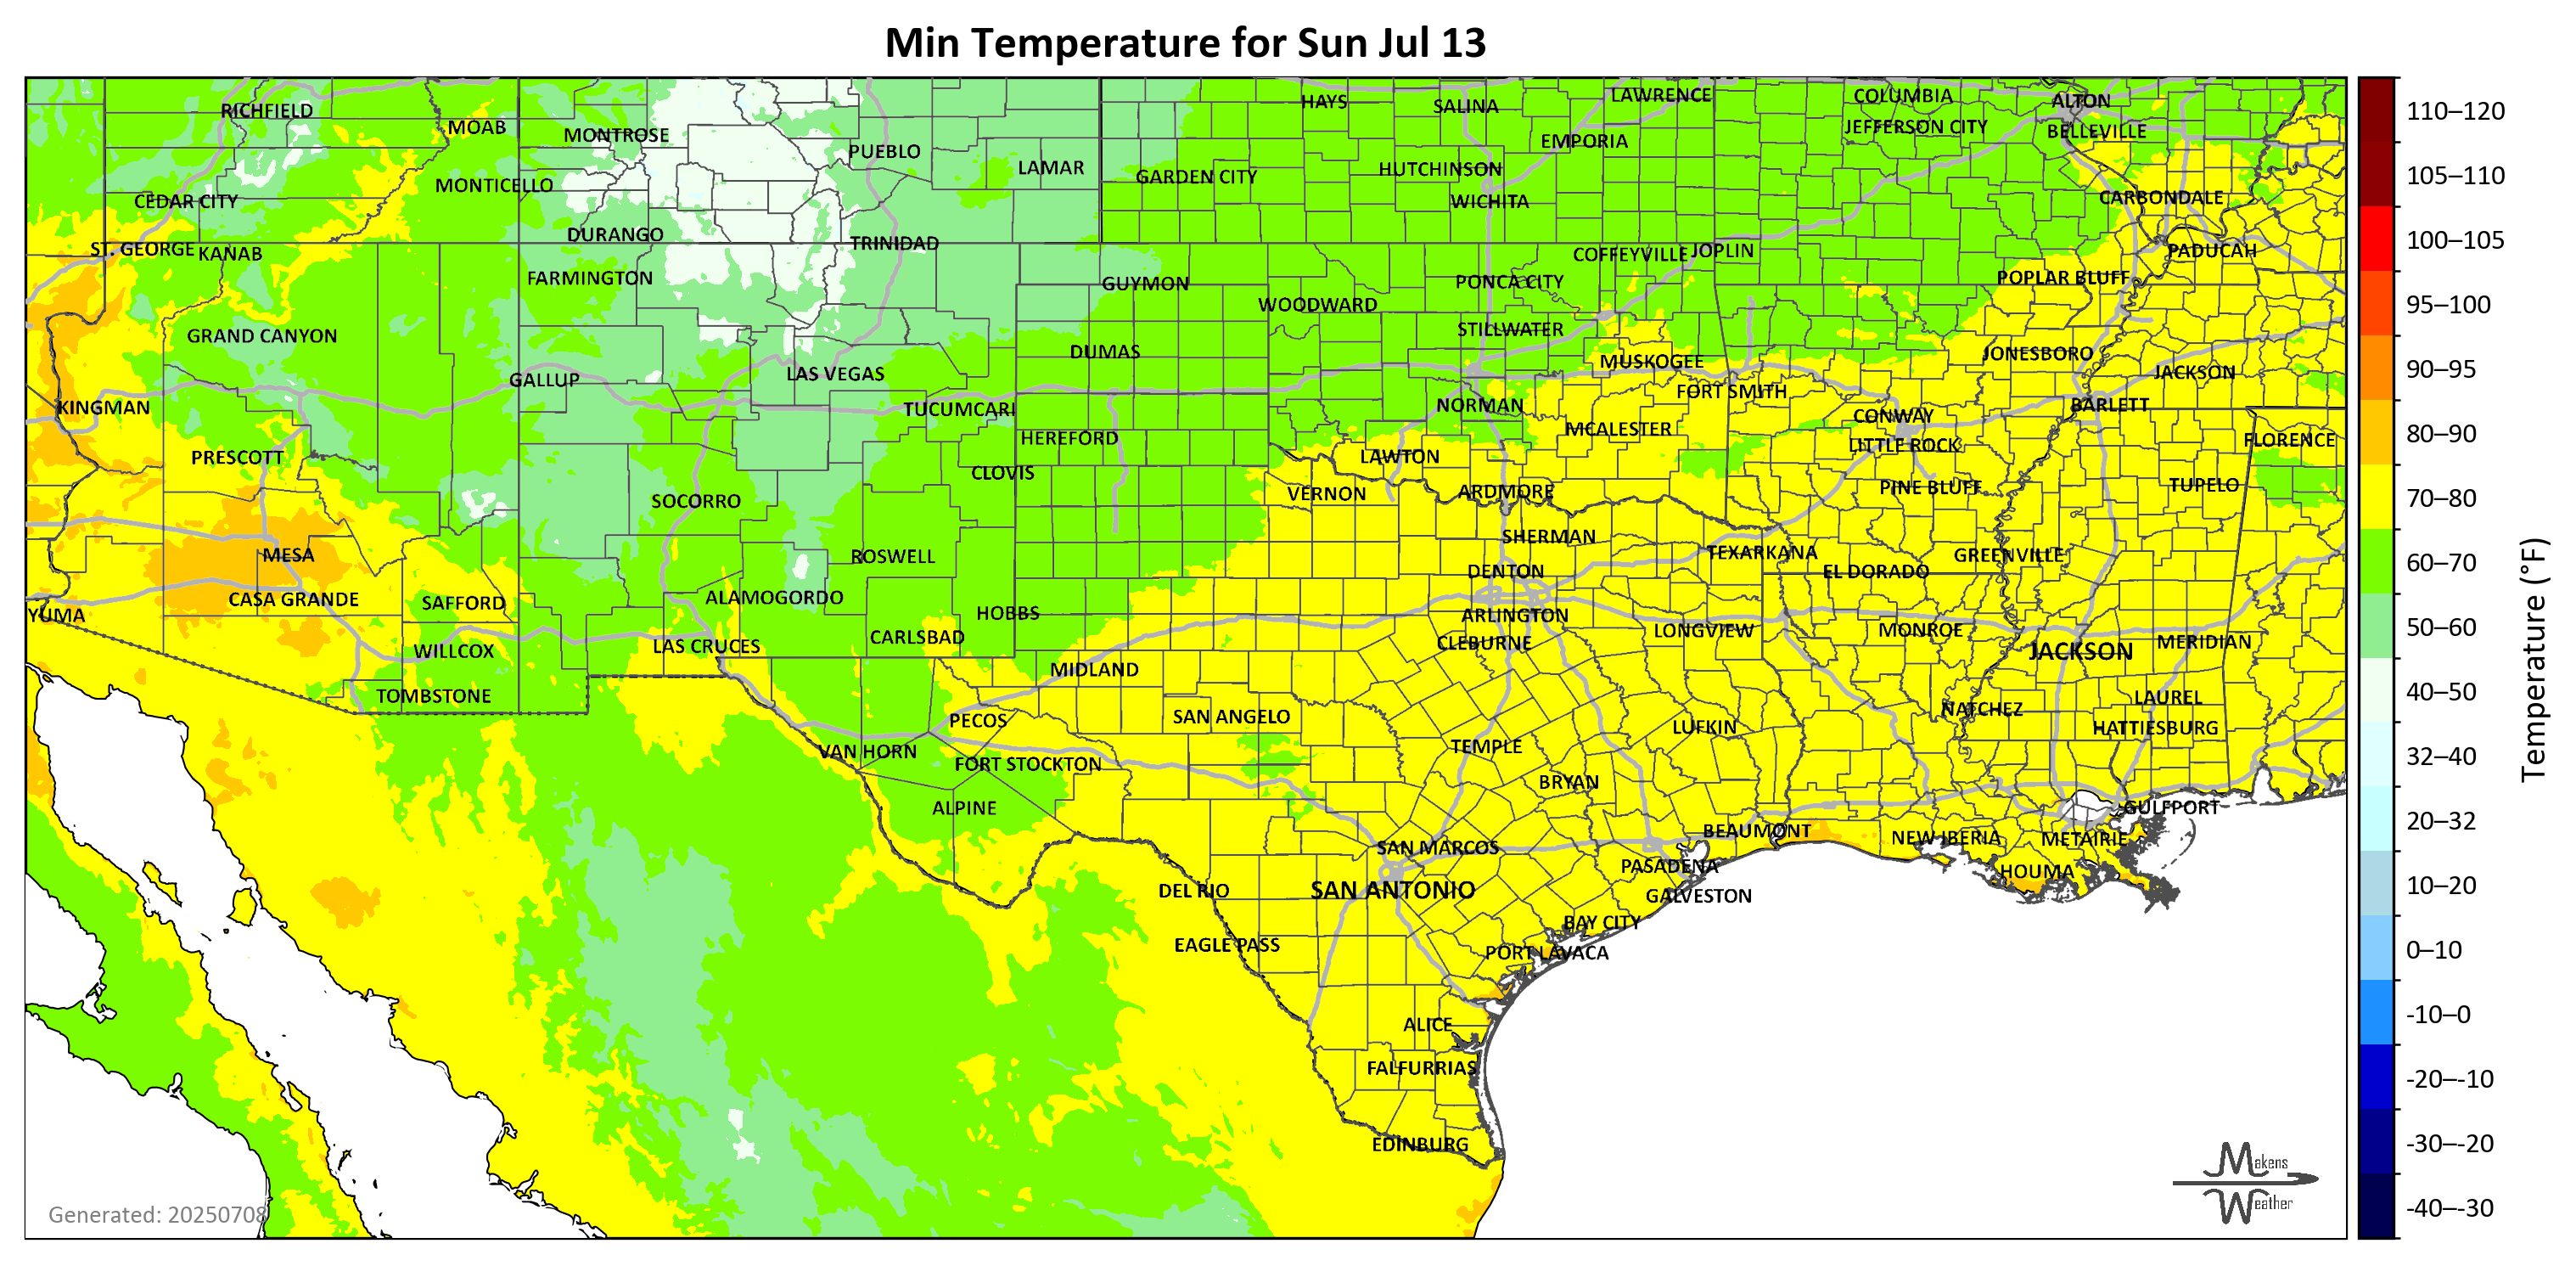 Min Temperature for Sun Jul 13
RICHFIELD
MOAB
MONTROSE
PUEBLO
LAMAR
GARDEN CITY
HAYS
SALINA
LAWRENCE
EMPORIA
HUTCHINSON
WICHITA
COLUMBIA
JEFFERSON CITY
ALTON
BELLEVILLE
CARBONDALE
CEDAR CITY
MONTICELLO
DURANGO
TRINIDAD
ST. GEORGE
KANAB
FARMINGTON
GUYMON
WOODWARD
PONCA CITY
COFFEYVILLE
JOPLIN
POPLAR BLUFF
PADUCAH
GRAND CANYON
DUMAS
STILLWATER
MUSKOGEE
JONESBORO
JACKSON
GALLUP
LAS VEGAS
FORT SMITH
KINGMAN
TUCUMCARI
NORMAN
CONWAY
BARLETT
HEREFORD
MCALESTER
LITTLE ROCK
FLORENCE
PRESCOTT
CLOVIS
LAWTON
SOCORRO
VERNON
ARDMORE
PINE BLUFF
TUPELO
MESA
ROSWELL
SHERMAN
TEXARKANA
GREENVILLE
DENTON
EL DORADO
CASA GRANDE
SAFFORD
ALAMOGORDO
HOBBS
ARLINGTON
YUMA
WILLCOX
LAS CRUCES
CARLSBAD
CLEBURNE
LONGVIEW
MONROE
JACKSON
MERIDIAN
MIDLAND
TOMBSTONE
PECOS
SAN ANGELO
LUFKIN
NATCHEZ
LAUREL
HATTIESBURG
VAN HORN
FORT STOCKTON
TEMPLE
BRYAN
ALPINE
GULFPORT
BEAUMONT
NEW IBERIA
METAIRIE
SAN MARCOS
PASADENA
HOUMA
DEL RIO
SAN ANTONIO
GALVESTON
BAY CITY
EAGLE PASS
PORT LAVACA
ALICE
FALFURRIAS
EDINBURG
Generated: 20250708
Makens
Weather
110–120
105–110
100–105
95–100
90–95
80–90
70–80
60–70
50–60
40–50
32–40
20–32
10–20
0–10
-10–0
-20–-10
-30–-20
-40–-30
Temperature (°F)